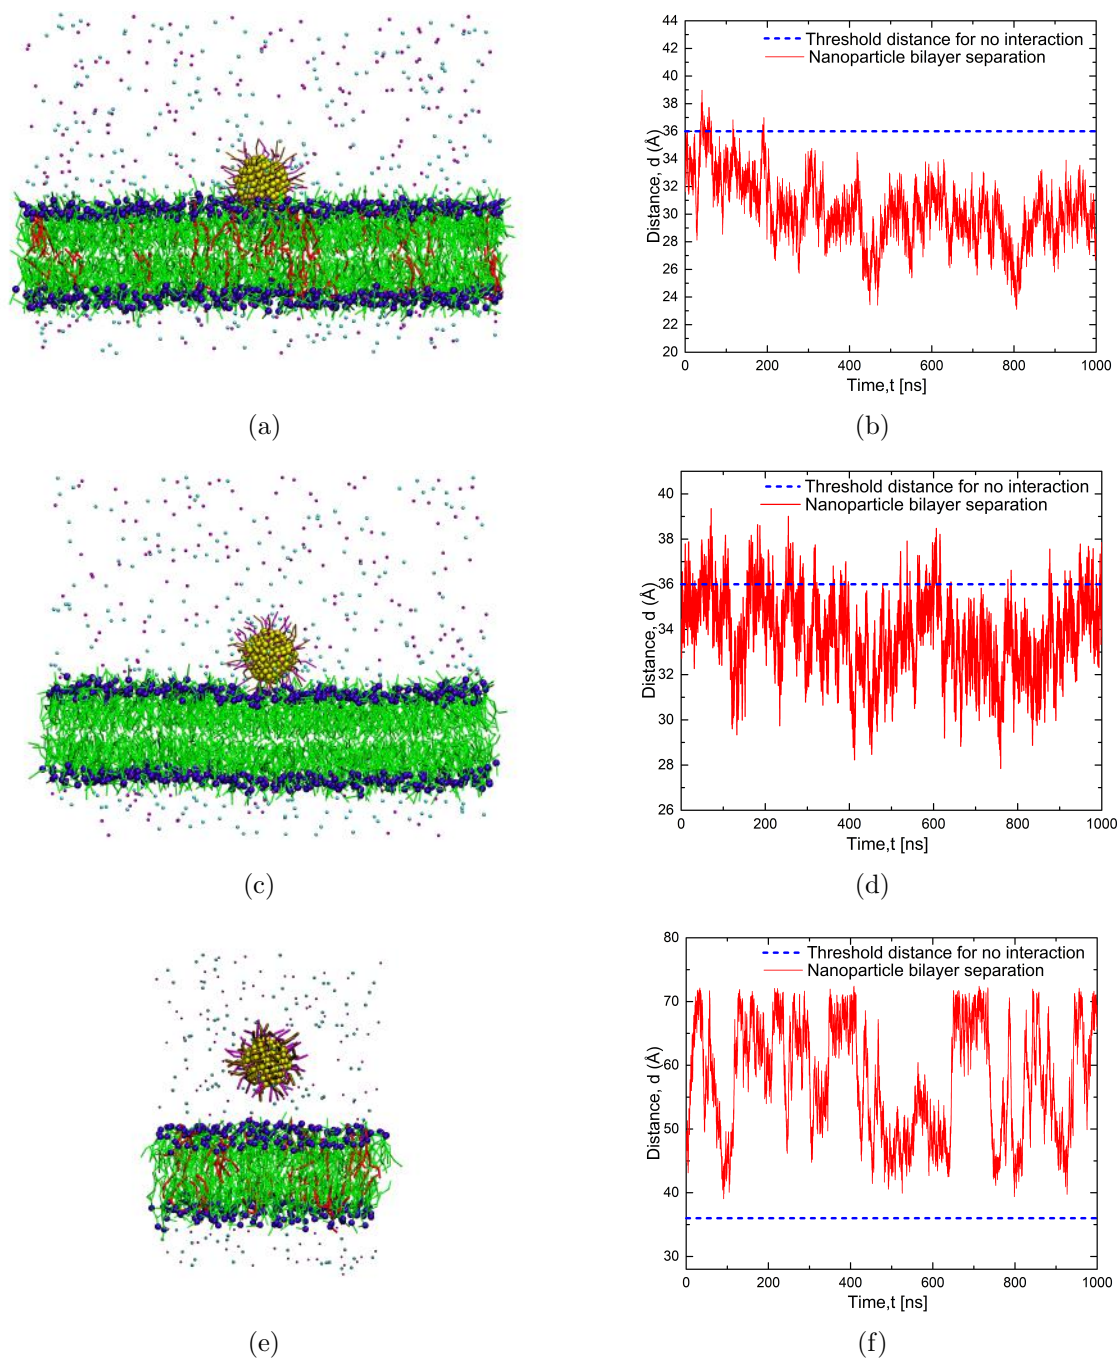 44
42
40
38
36
34
32
30
28
26
24
22
20
Distance, d (Å)
Threshold distance for no interaction
Nanoparticle bilayer separation
0 200 400 600 800 1000
Time,t [ns]
(a) (b)
40
38
36
34
32
30
28
26
Distance, d (Å)
Threshold distance for no interaction
Nanoparticle bilayer separation
0 200 400 600 800 1000
Time,t [ns]
(c) (d)
80
70
60
50
40
30
Distance, d (Å)
Threshold distance for no interaction
Nanoparticle bilayer separation
0 200 400 600 800 1000
Time,t [ns]
(e) (f)